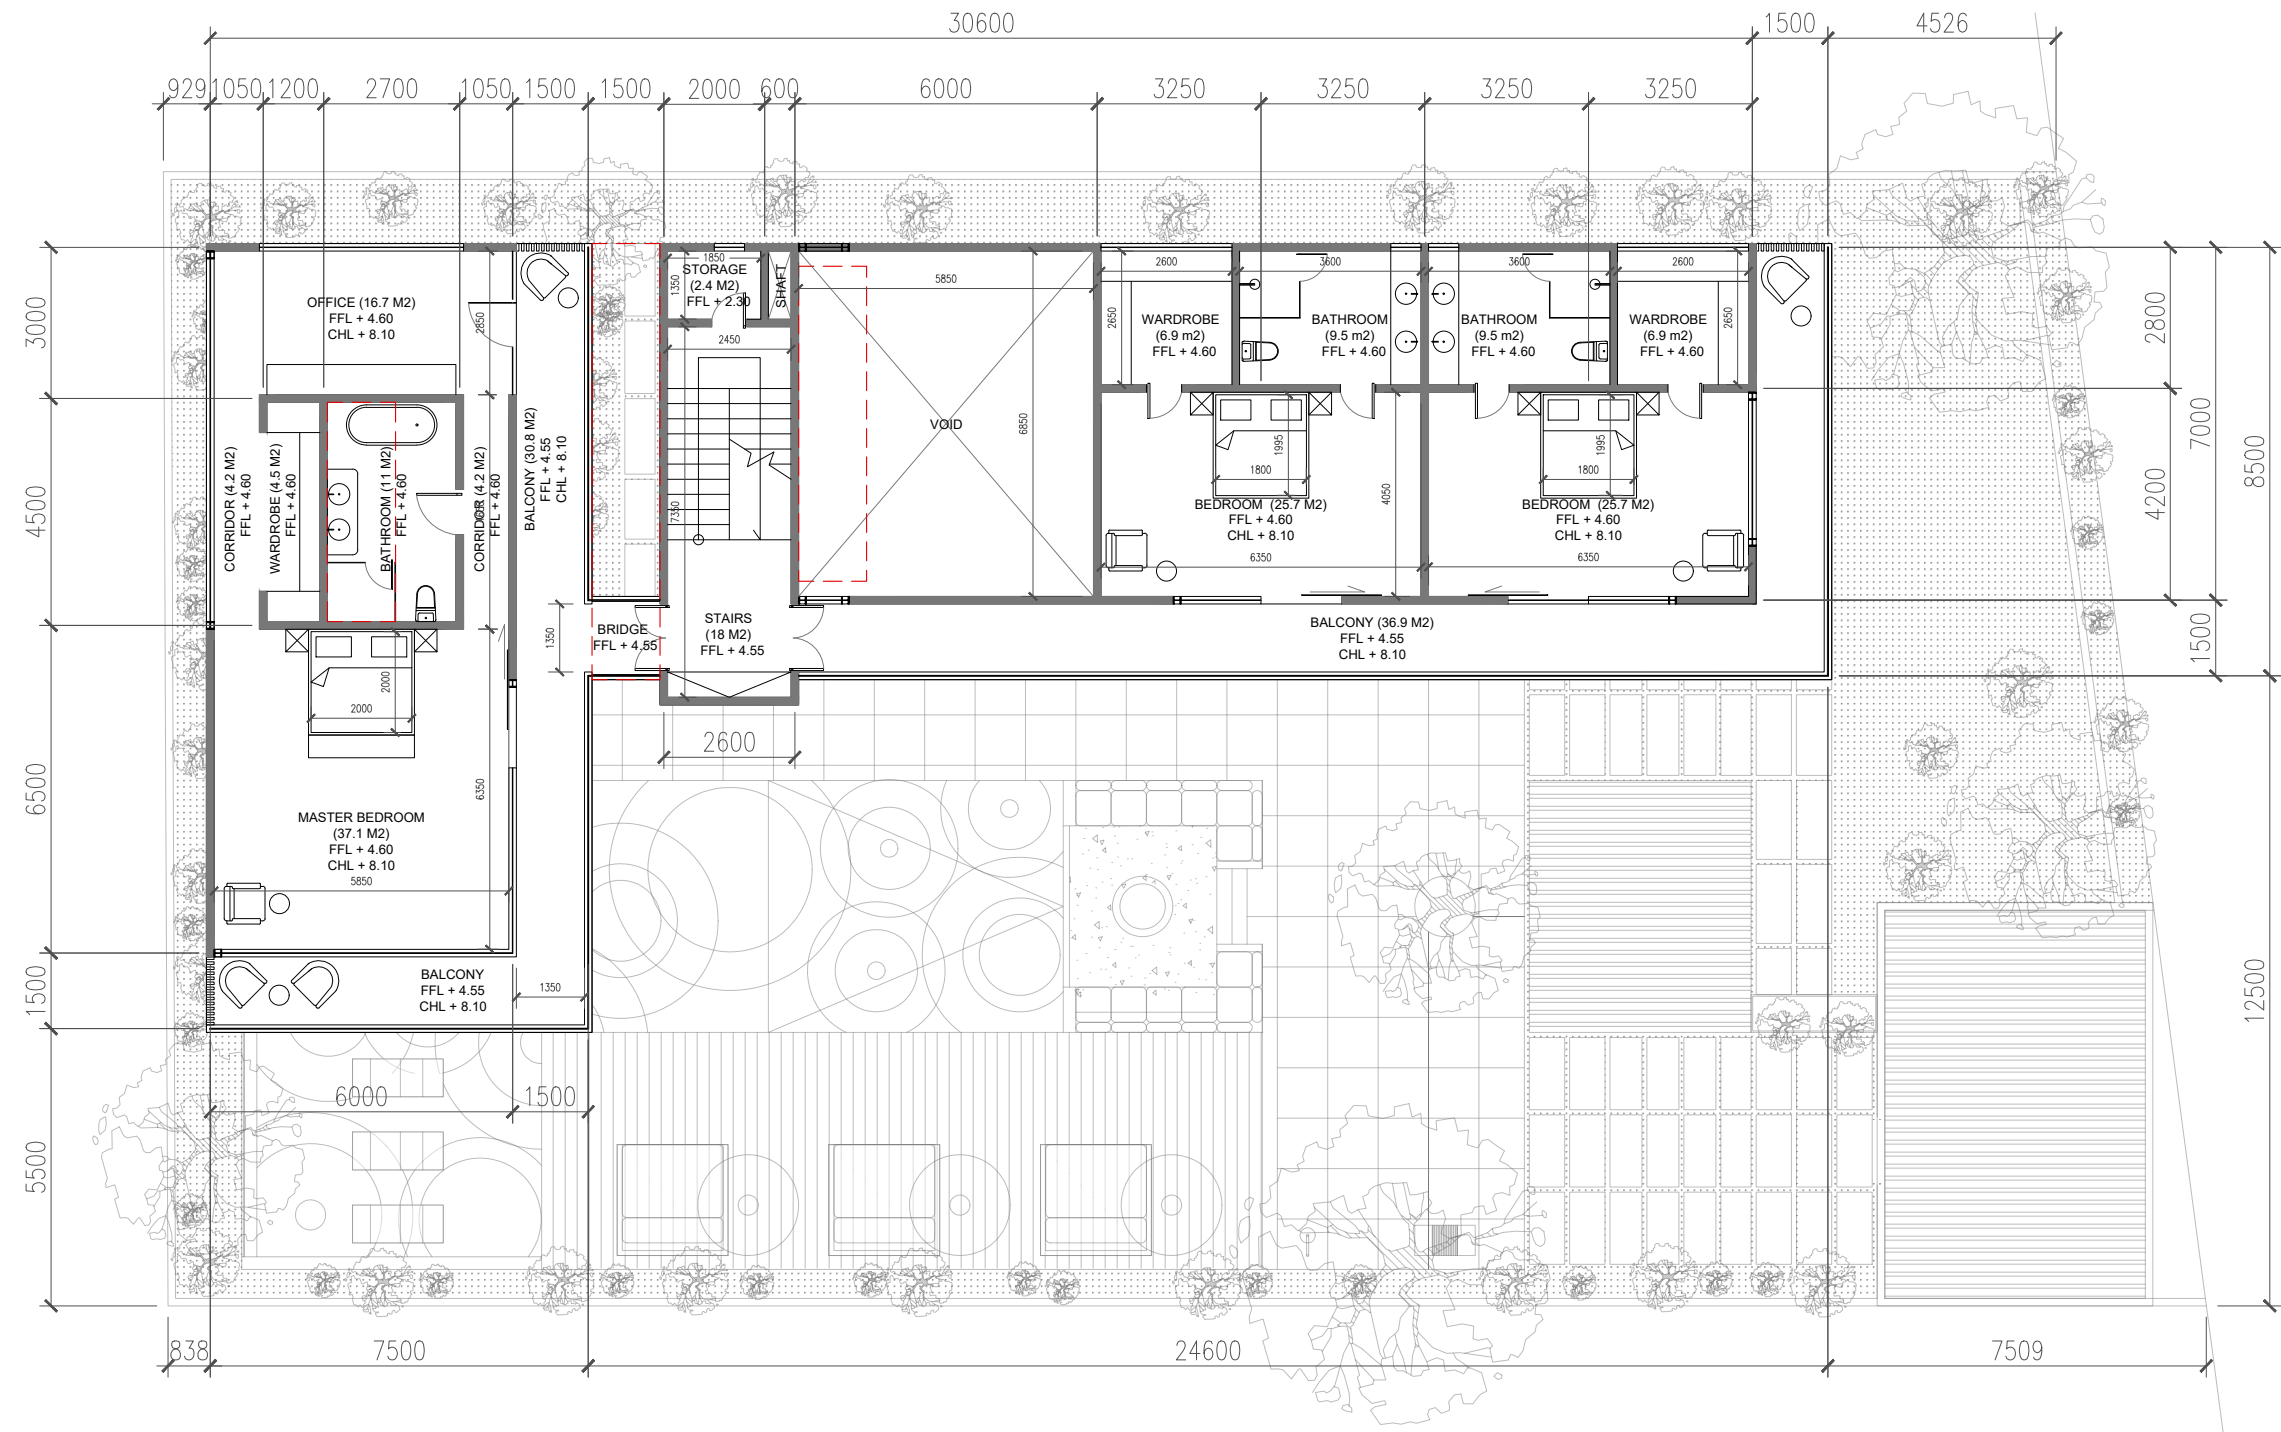 30600
1500
4526
929
1050
1200
2700
1050
1500
1500
2000
600
6000
3250
3250
3250
3250
1850
STORAGE
(2.4 M2)
FFL + 2.30
1350
SHAFT
5850
2600
3600
3600
2600
OFFICE (16.7 M2)
FFL + 4.60
CHL + 8.10
2850
2450
2650
WARDROBE
(6.9 m2)
FFL + 4.60
BATHROOM
(9.5 m2)
FFL + 4.60
BATHROOM
(9.5 m2)
FFL + 4.60
WARDROBE
(6.9 m2)
FFL + 4.60
2650
3000
2800
7000
8500
CORRIDOR (4.2 M2)
FFL + 4.60
WARDROBE (4.5 M2)
FFL + 4.60
BATHROOM (11 M2)
FFL + 4.60
CORRIDOR (4.2 M2)
FFL + 4.60
BALCONY (30.8 M2)
FFL + 4.55
CHL + 8.10
7350
VOID
6850
1995
1800
4050
1995
1800
BEDROOM (25.7 M2)
FFL + 4.60
CHL + 8.10
6350
BEDROOM (25.7 M2)
FFL + 4.60
CHL + 8.10
6350
4500
4200
1350
BRIDGE
FFL + 4.55
STAIRS
(18 M2)
FFL + 4.55
BALCONY (36.9 M2)
FFL + 4.55
CHL + 8.10
1500
2000
2000
2600
6500
6350
MASTER BEDROOM
(37.1 M2)
FFL + 4.60
CHL + 8.10
5850
BALCONY
FFL + 4.55
CHL + 8.10
1350
1500
12500
6000
1500
5500
838
7500
24600
7509